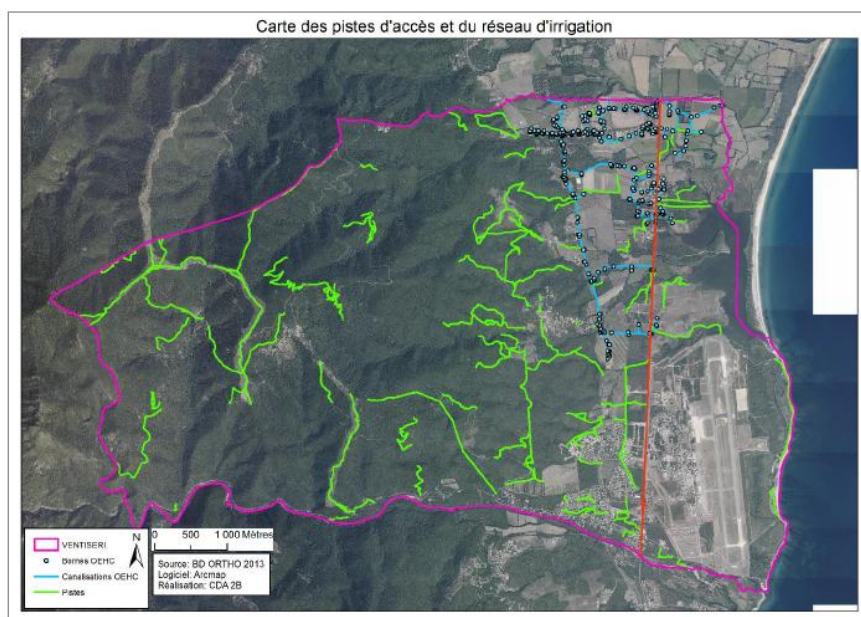 Carte des pistes d'accès et du réseau d'irrigation
VENTISERI
Bornes OEHC
Canalisations OEHC
Pistes
N
0 500 1 000 Mètres
Source: BD ORTHO 2013
Logiciel: Arcmap
Réalisation: CDA 2B